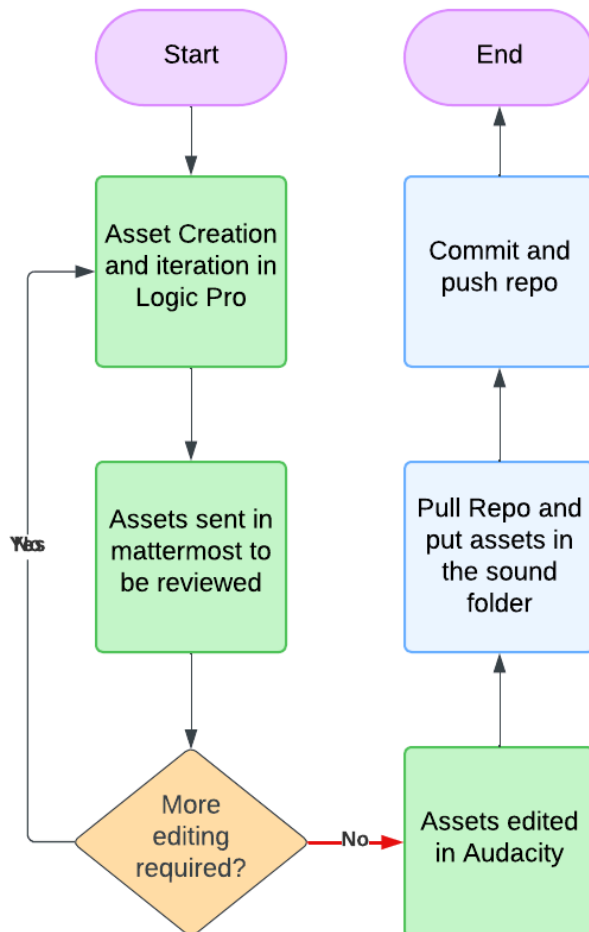 Start
Asset Creation
and iteration in
Logic Pro
Assets sent in
mattermost to
be reviewed
More
editing
required?
No
Assets edited
in Audacity
Pull Repo and
put assets in
the sound
folder
Commit and
push repo
End